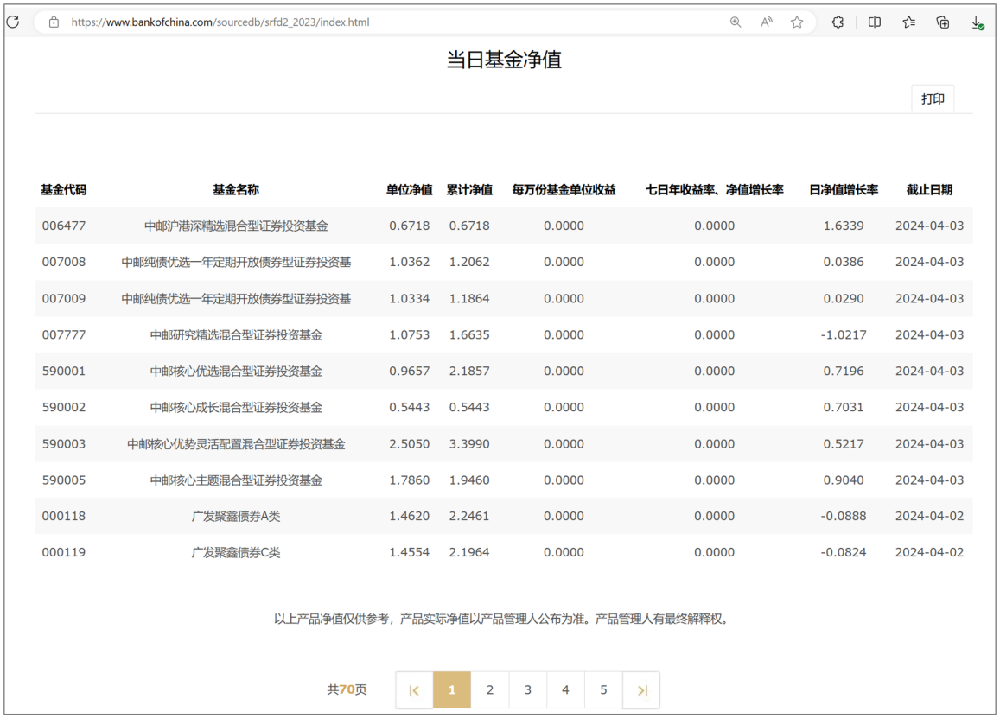 https://www.bankofchina.com/sourcedb/srfd2_2023/index.html
当日基金净值
打印
基金代码 基金名称 单位净值 累计净值 每万份基金单位收益 七日年收益率、净值增长率 日净值增长率 截止日期
006477 中邮沪港深精选混合型证券投资基金 0.6718 0.6718 0.0000 0.0000 1.6339 2024-04-03
007008 中邮纯债优选一年定期开放债券型证券投资基 1.0362 1.2062 0.0000 0.0000 0.0386 2024-04-03
007009 中邮纯债优选一年定期开放债券型证券投资基 1.0334 1.1864 0.0000 0.0000 0.0290 2024-04-03
007777 中邮研究精选混合型证券投资基金 1.0753 1.6635 0.0000 0.0000 -1.0217 2024-04-03
590001 中邮核心优选混合型证券投资基金 0.9657 2.1857 0.0000 0.0000 0.7196 2024-04-03
590002 中邮核心成长混合型证券投资基金 0.5443 0.5443 0.0000 0.0000 0.7031 2024-04-03
590003 中邮核心优势灵活配置混合型证券投资基金 2.5050 3.3990 0.0000 0.0000 0.5217 2024-04-03
590005 中邮核心主题混合型证券投资基金 1.7860 1.9460 0.0000 0.0000 0.9040 2024-04-03
000118 广发聚鑫债券A类 1.4620 2.2461 0.0000 0.0000 -0.0888 2024-04-02
000119 广发聚鑫债券C类 1.4554 2.1964 0.0000 0.0000 -0.0824 2024-04-02
以上产品净值仅供参考，产品实际净值以产品管理人公布为准。产品管理人有最终解释权。
共70页 1 2 3 4 5